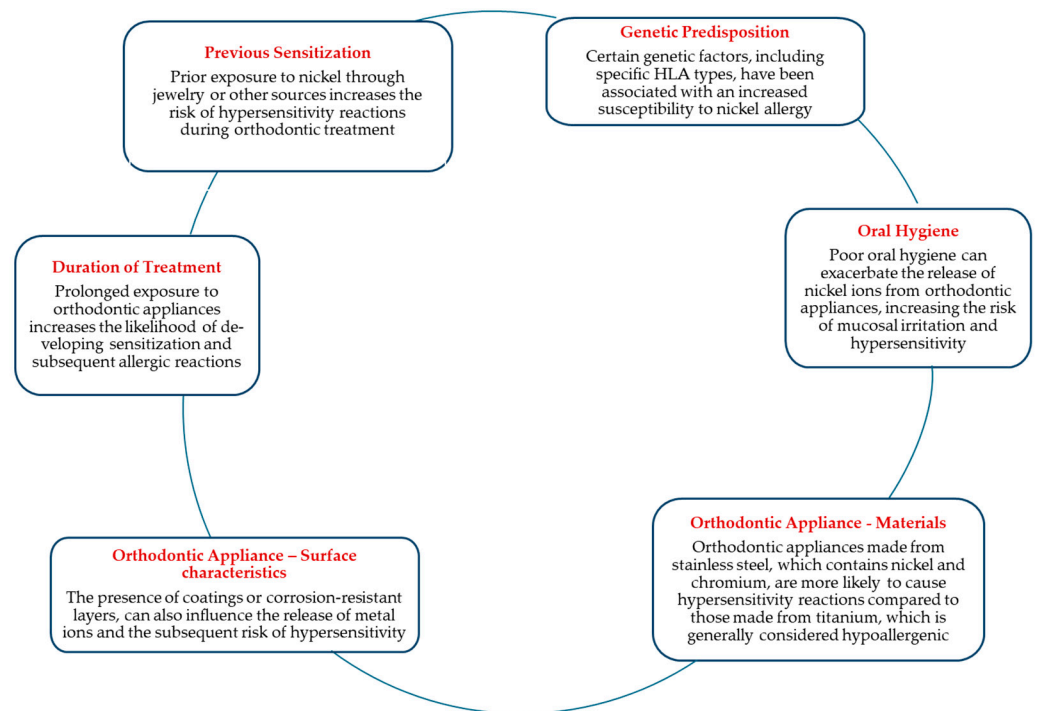 Previous Sensitization
Prior exposure to nickel through
jewelry or other sources increases the
risk of hypersensitivity reactions
during orthodontic treatment
Genetic Predisposition
Certain genetic factors, including
specific HLA types, have been
associated with an increased
susceptibility to nickel allergy
Oral Hygiene
Poor oral hygiene can
exacerbate the release of
nickel ions from orthodontic
appliances, increasing the risk
of mucosal irritation and
hypersensitivity
Orthodontic Appliance - Materials
Orthodontic appliances made from
stainless steel, which contains nickel and
chromium, are more likely to cause
hypersensitivity reactions compared to
those made from titanium, which is
generally considered hypoallergenic
Orthodontic Appliance – Surface
characteristics
The presence of coatings or corrosion-resistant
layers, can also influence the release of metal
ions and the subsequent risk of hypersensitivity
Duration of Treatment
Prolonged exposure to
orthodontic appliances
increases the likelihood of de-
veloping sensitization and
subsequent allergic reactions